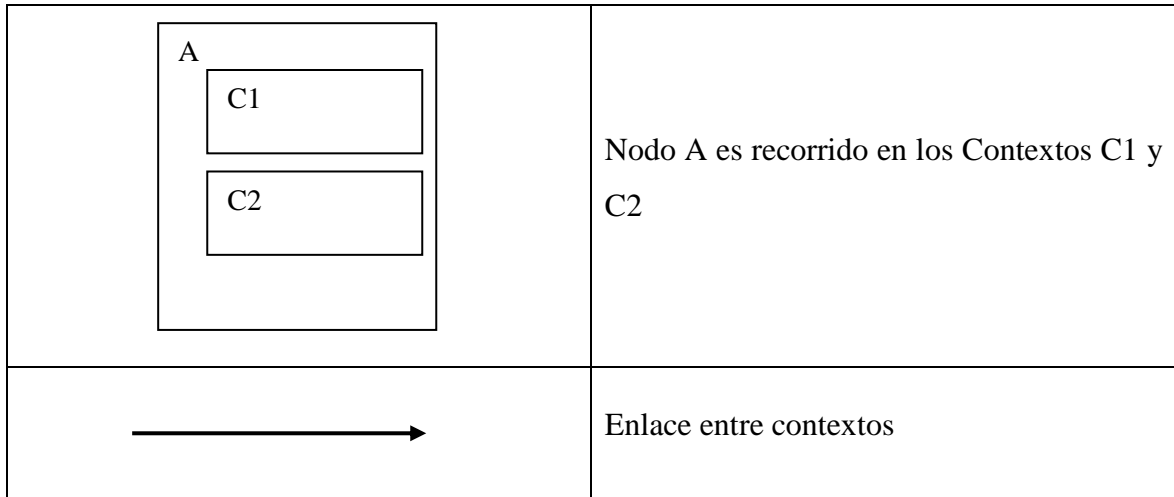 A
C1
C2
Nodo A es recorrido en los Contextos C1 y
C2
Enlace entre contextos